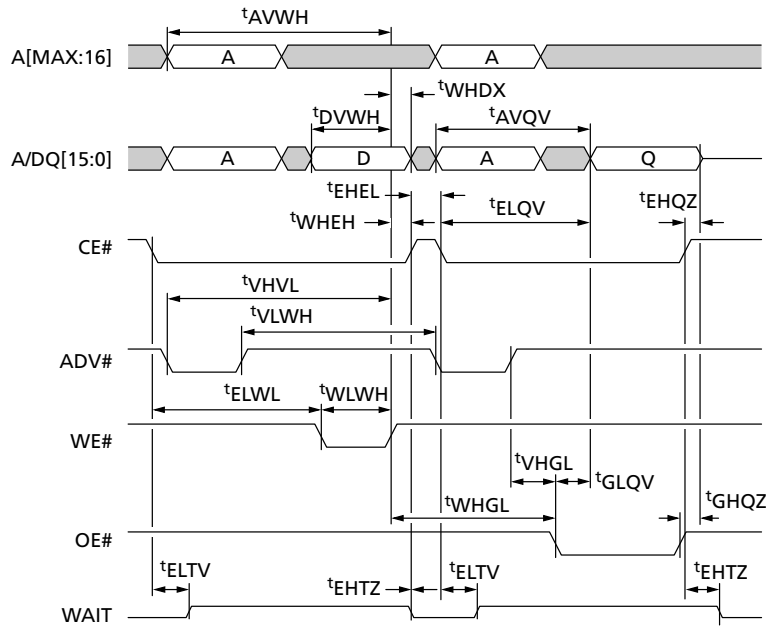 tAVWH
A[MAX:16] A A
tWHDX
tDVWH tAVQV
A/DQ[15:0] A D A Q
tEHEL tEHQZ
tWHEH tELQV
CE#
tVHVL
tVLWH
ADV#
tELWL tWLWH
WE#
tVHGL tGLQV
tWHGL tGHQZ
OE#
tELTV tEHTZ tELTV tEHTZ
WAIT